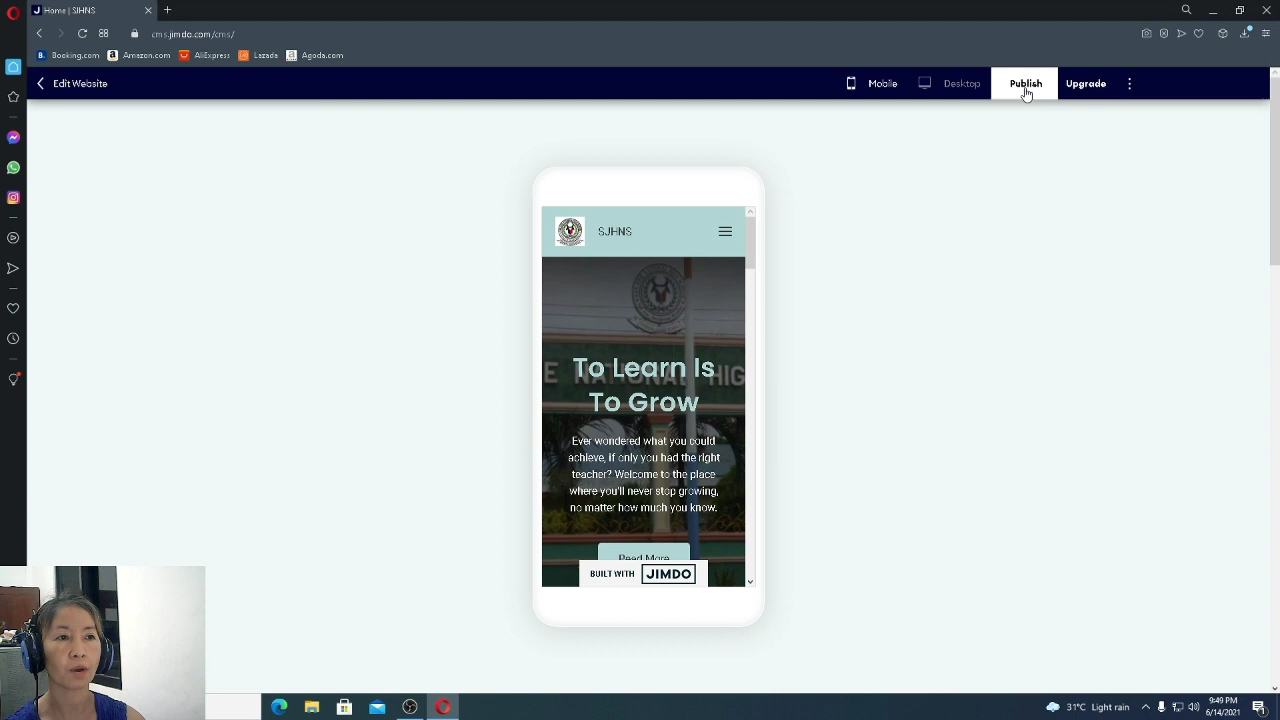 Home | SJHNS
cms.jimdo.com/cms/
Booking.com Amazon.com AliExpress Lazada Agoda.com
Edit Website Mobile Desktop Publish Upgrade
SJHNS
E NATIONAL HIG
To Learn Is
To Grow
Ever wondered what you could
achieve, if only you had the right
teacher? Welcome to the place
where you'll never stop growing,
no matter how much you know.
Read More
BUILT WITH JIMDO
31°C Light rain
9:49 PM
6/14/2021